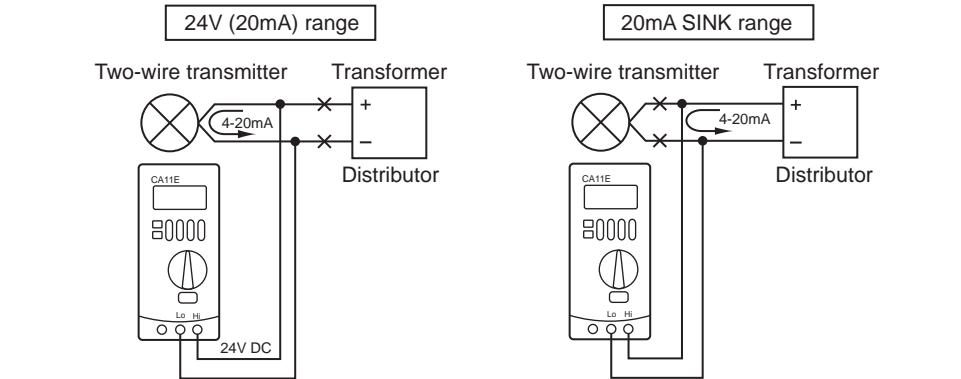 24V (20mA) range
Two-wire transmitter
Transformer
+
4-20mA
−
Distributor
CA11E
Lo Hi
24V DC
20mA SINK range
Two-wire transmitter
Transformer
+
4-20mA
−
Distributor
CA11E
Lo Hi